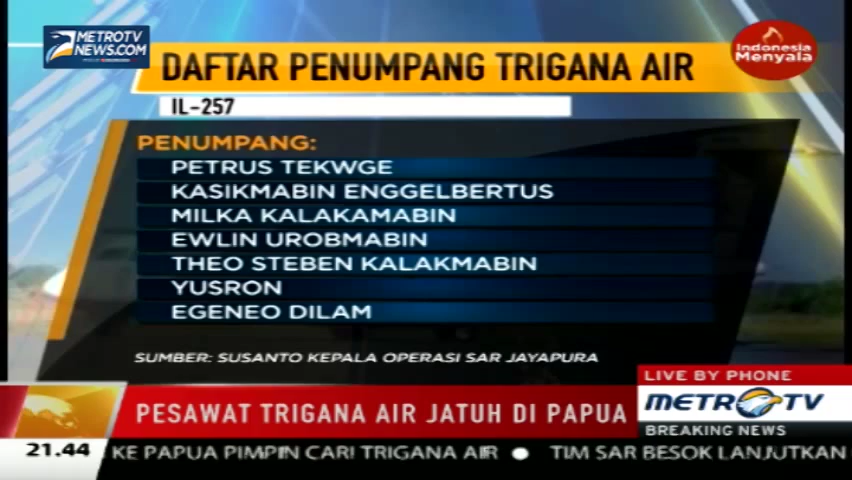 METROTV
NEWS.COM
Indonesia
Menyala
DAFTAR PENUMPANG TRIGANA AIR
IL-257
PENUMPANG:
PETRUS TEKWGE
KASIKMABIN ENGGELBERTUS
MILKA KALAKAMABIN
EWLIN UROBMABIN
THEO STEBEN KALAKMABIN
YUSRON
EGENEO DILAM
SUMBER: SUSANTO KEPALA OPERASI SAR JAYAPURA
LIVE BY PHONE
PESAWAT TRIGANA AIR JATUH DI PAPUA
METRO TV
BREAKING NEWS
21.44 KE PAPUA PIMPIN CARI TRIGANA AIR ● TIM SAR BESOK LANJUTKAN